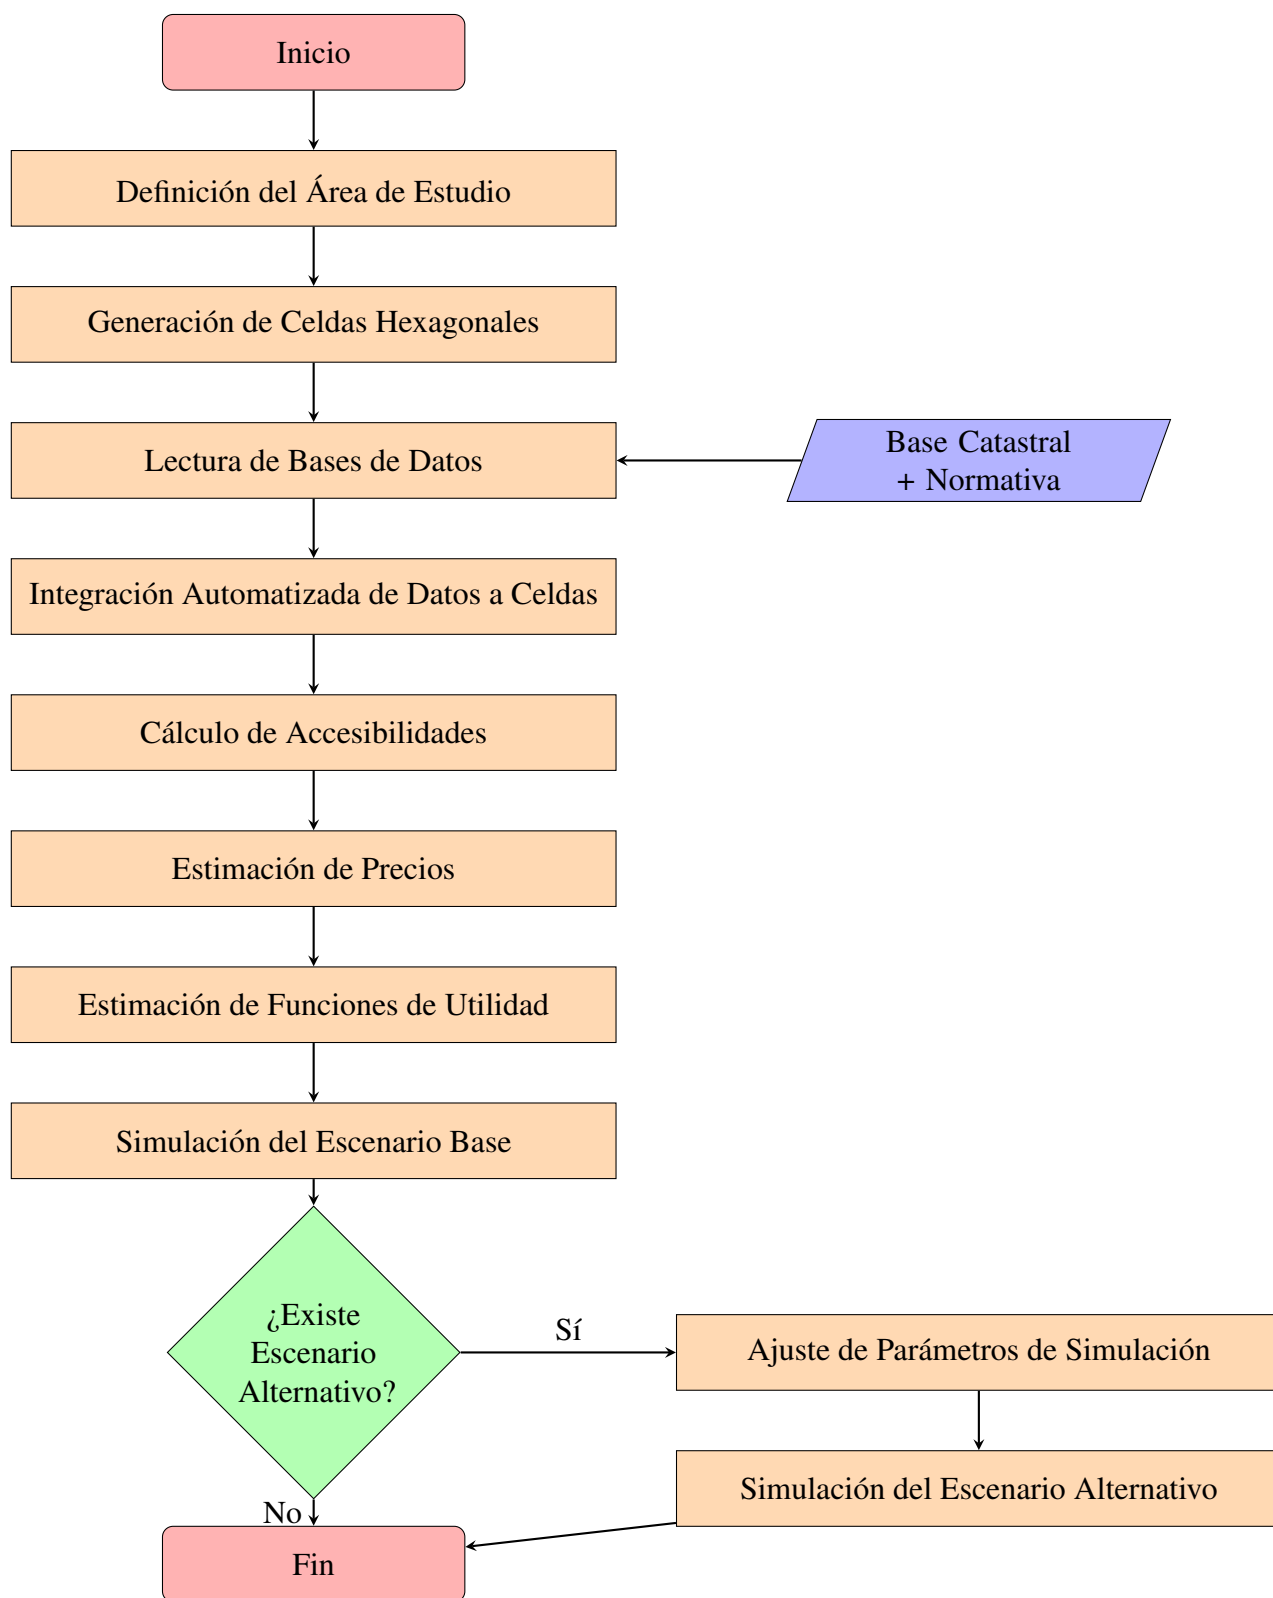 Inicio
Definición del Área de Estudio
Generación de Celdas Hexagonales
Lectura de Bases de Datos
Base Catastral
+ Normativa
Integración Automatizada de Datos a Celdas
Cálculo de Accesibilidades
Estimación de Precios
Estimación de Funciones de Utilidad
Simulación del Escenario Base
¿Existe
Escenario
Alternativo?
Sí
Ajuste de Parámetros de Simulación
Simulación del Escenario Alternativo
No
Fin